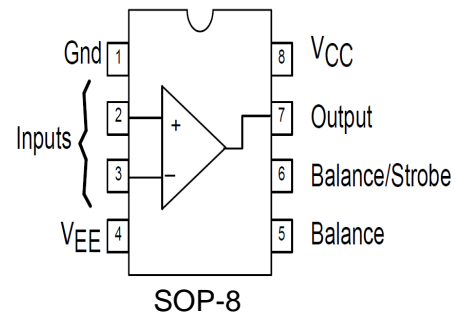 Gnd 1 8 VCC
2 + 7 Output
Inputs
3 – 6 Balance/Strobe
VEE 4 5 Balance
SOP-8